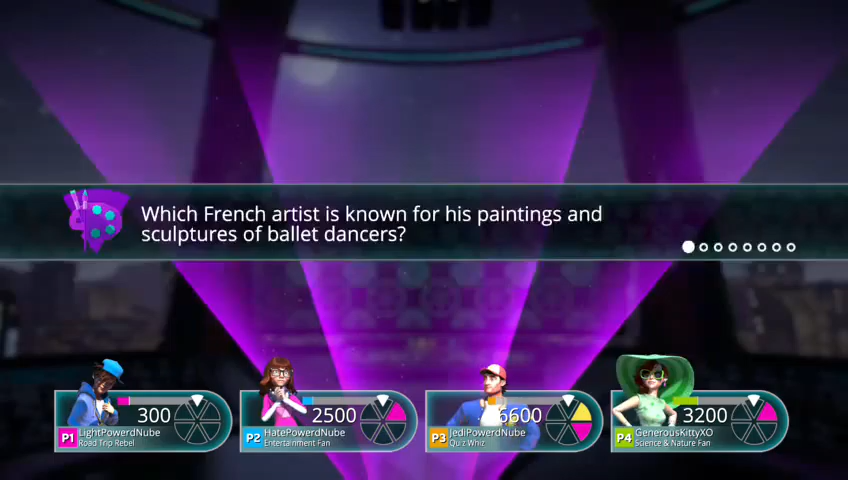 Which French artist is known for his paintings and
sculptures of ballet dancers?
300
P1 LightPowerdNube
Road Trip Rebel
2500
P2 HatePowerdNube
Entertainment Fan
6600
P3 JediPowerdNube
Quiz Whiz
3200
P4 GenerousKittyXO
Science & Nature Fan